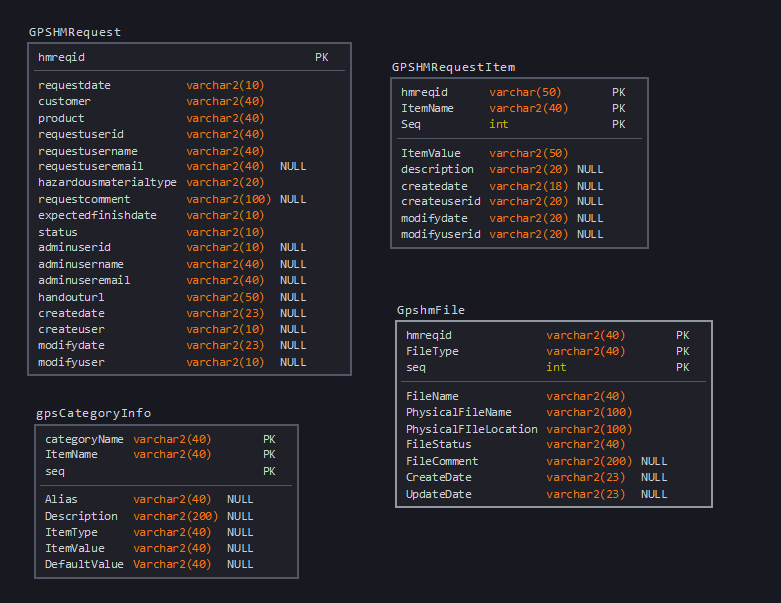 GPSHMRequest
hmreqid PK
requestdate varchar2(10)
customer varchar2(40)
product varchar2(40)
requestuserid varchar2(40)
requestusername varchar2(40)
requestuseremail varchar2(40) NULL
hazardousmaterialtype varchar2(20)
requestcomment varchar2(100) NULL
expectedfinishdate varchar2(10)
status varchar2(10)
adminuserid varchar2(10) NULL
adminusername varchar2(40) NULL
adminuseremail varchar2(40) NULL
handouturl varchar2(50) NULL
createdate varchar2(23) NULL
createuser varchar2(10) NULL
modifydate varchar2(23) NULL
modifyuser varchar2(10) NULL
GPSHMRequestItem
hmreqid varchar(50) PK
ItemName varchar2(40) PK
Seq int PK
ItemValue varchar2(50)
description varchar2(20) NULL
createdate varchar2(18) NULL
createuserid varchar2(20) NULL
modifydate varchar2(20) NULL
modifyuserid varchar2(20) NULL
GpshmFile
hmreqid varchar2(40) PK
FileType varchar2(40) PK
seq int PK
FileName varchar2(40)
PhysicalFileName varchar2(100)
PhysicalFIleLocation varchar2(100)
FileStatus varchar2(40)
FileComment varchar2(200) NULL
CreateDate varchar2(23) NULL
UpdateDate varchar2(23) NULL
gpsCategoryInfo
categoryName varchar2(40) PK
ItemName varchar2(40) PK
seq PK
Alias varchar2(40) NULL
Description varchar2(200) NULL
ItemType varchar2(40) NULL
ItemValue varchar2(40) NULL
DefaultValue Varchar2(40) NULL